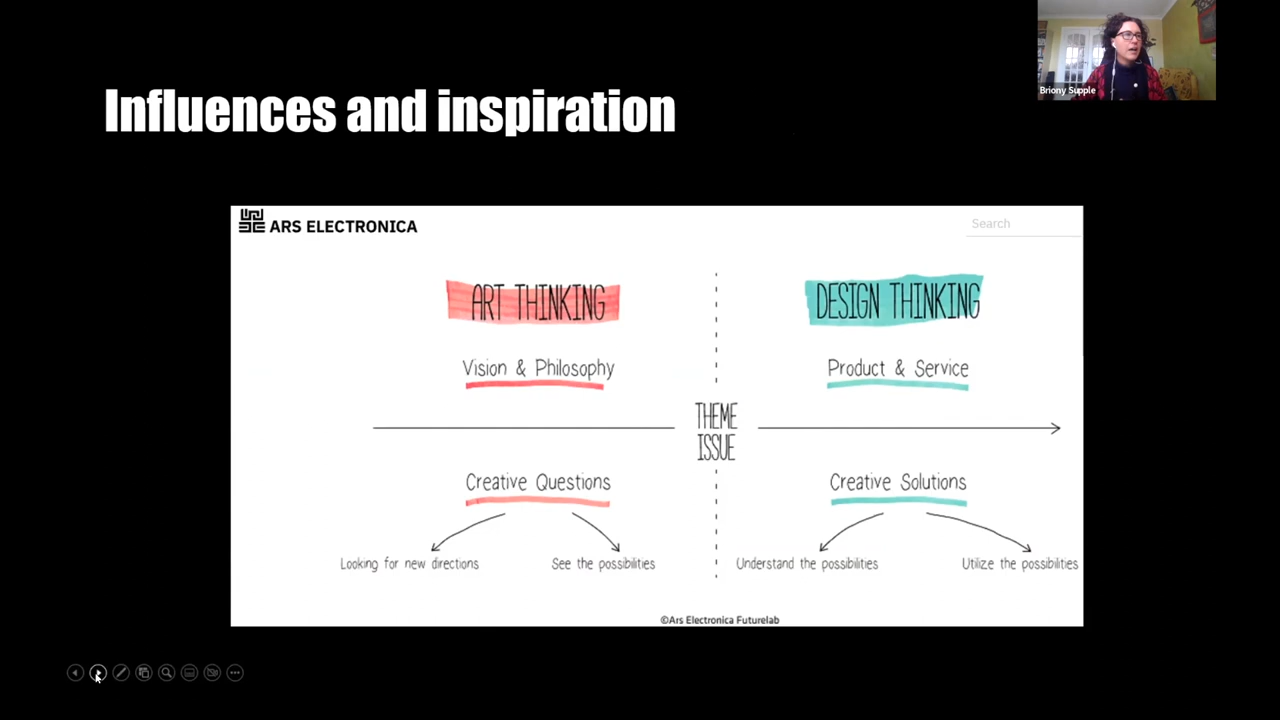 Influences and inspiration
Briony Supple
ARS ELECTRONICA
Search
ART THINKING
DESIGN THINKING
Vision & Philosophy
Product & Service
THEME
ISSUE
Creative Questions
Creative Solutions
Looking for new directions
See the possibilities
Understand the possibilities
Utilize the possibilities
©Ars Electronica Futurelab